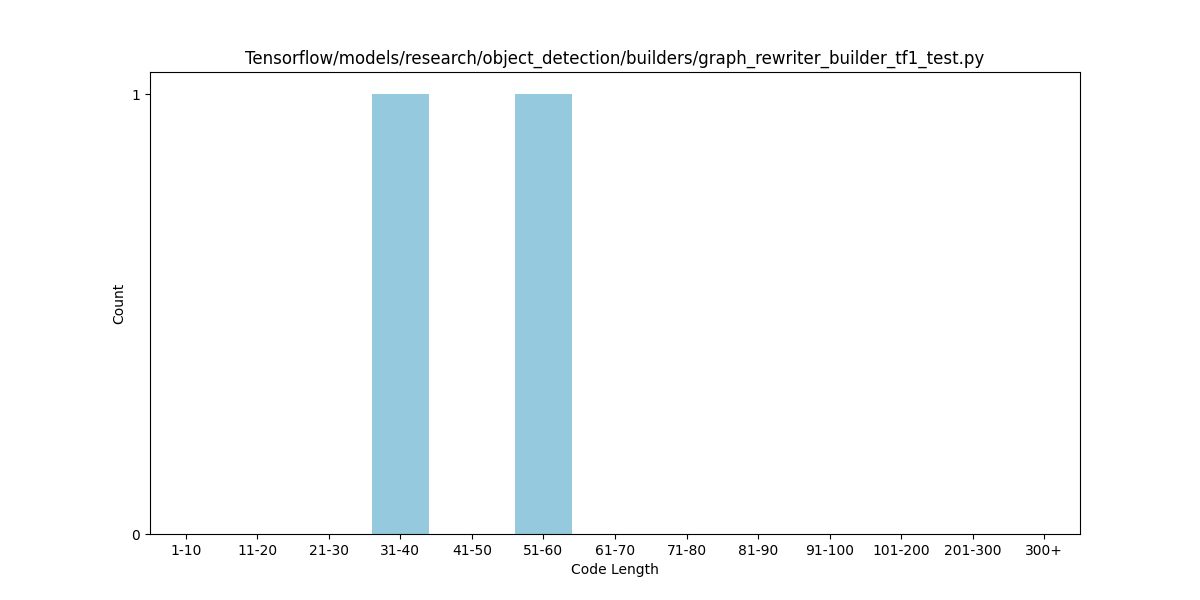 Tensorflow/models/research/object_detection/builders/graph_rewriter_builder_tf1_test.py
1
Count
0
1-10 11-20 21-30 31-40 41-50 51-60 61-70 71-80 81-90 91-100 101-200 201-300 300+
Code Length